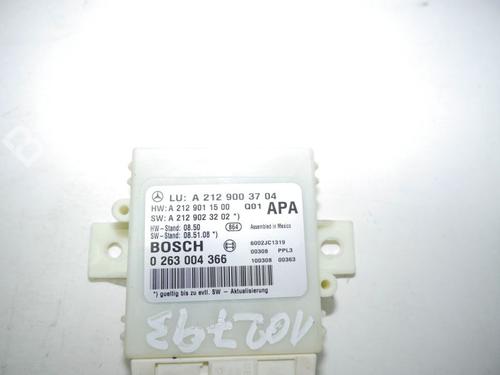 LU: A 212 900 37 04
HW: A 212 901 15 00 Q01 APA
SW: A 212 902 32 02 *)
HW - Stand: 08.50 864 Assembled in Mexico
SW - Stand: 08.51.08 *)
BOSCH 6002JC1319
00308 PPL3
0 263 004 366 100308 00363
*) gueltig bis zu evtl. SW - Aktualisierung
102793
B